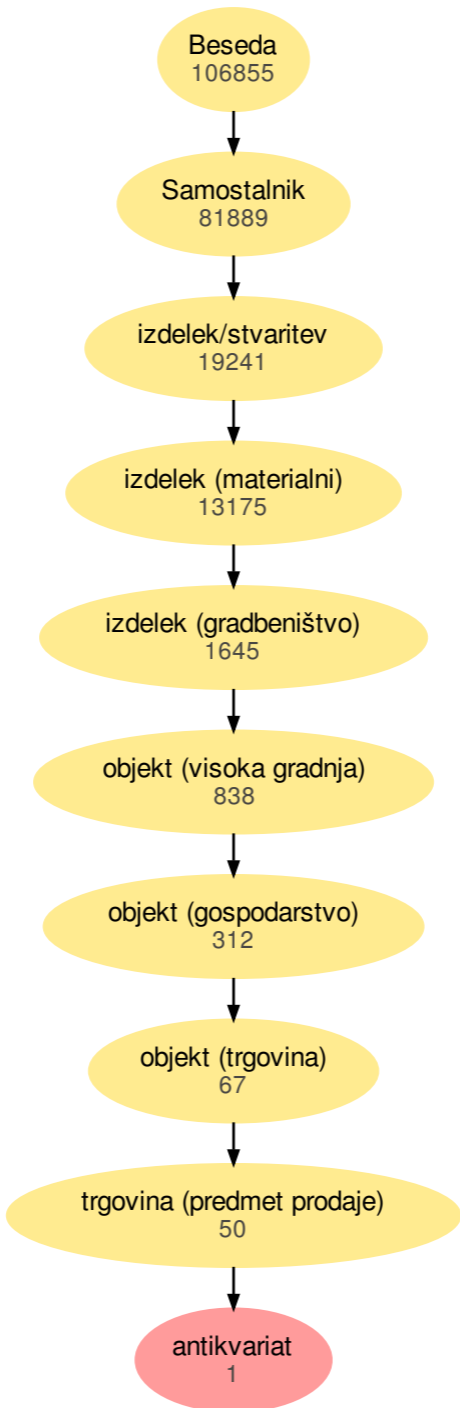 Beseda
106855
Samostalnik
81889
izdelek/stvaritev
19241
izdelek (materialni)
13175
izdelek (gradbeništvo)
1645
objekt (visoka gradnja)
838
objekt (gospodarstvo)
312
objekt (trgovina)
67
trgovina (predmet prodaje)
50
antikvariat
1